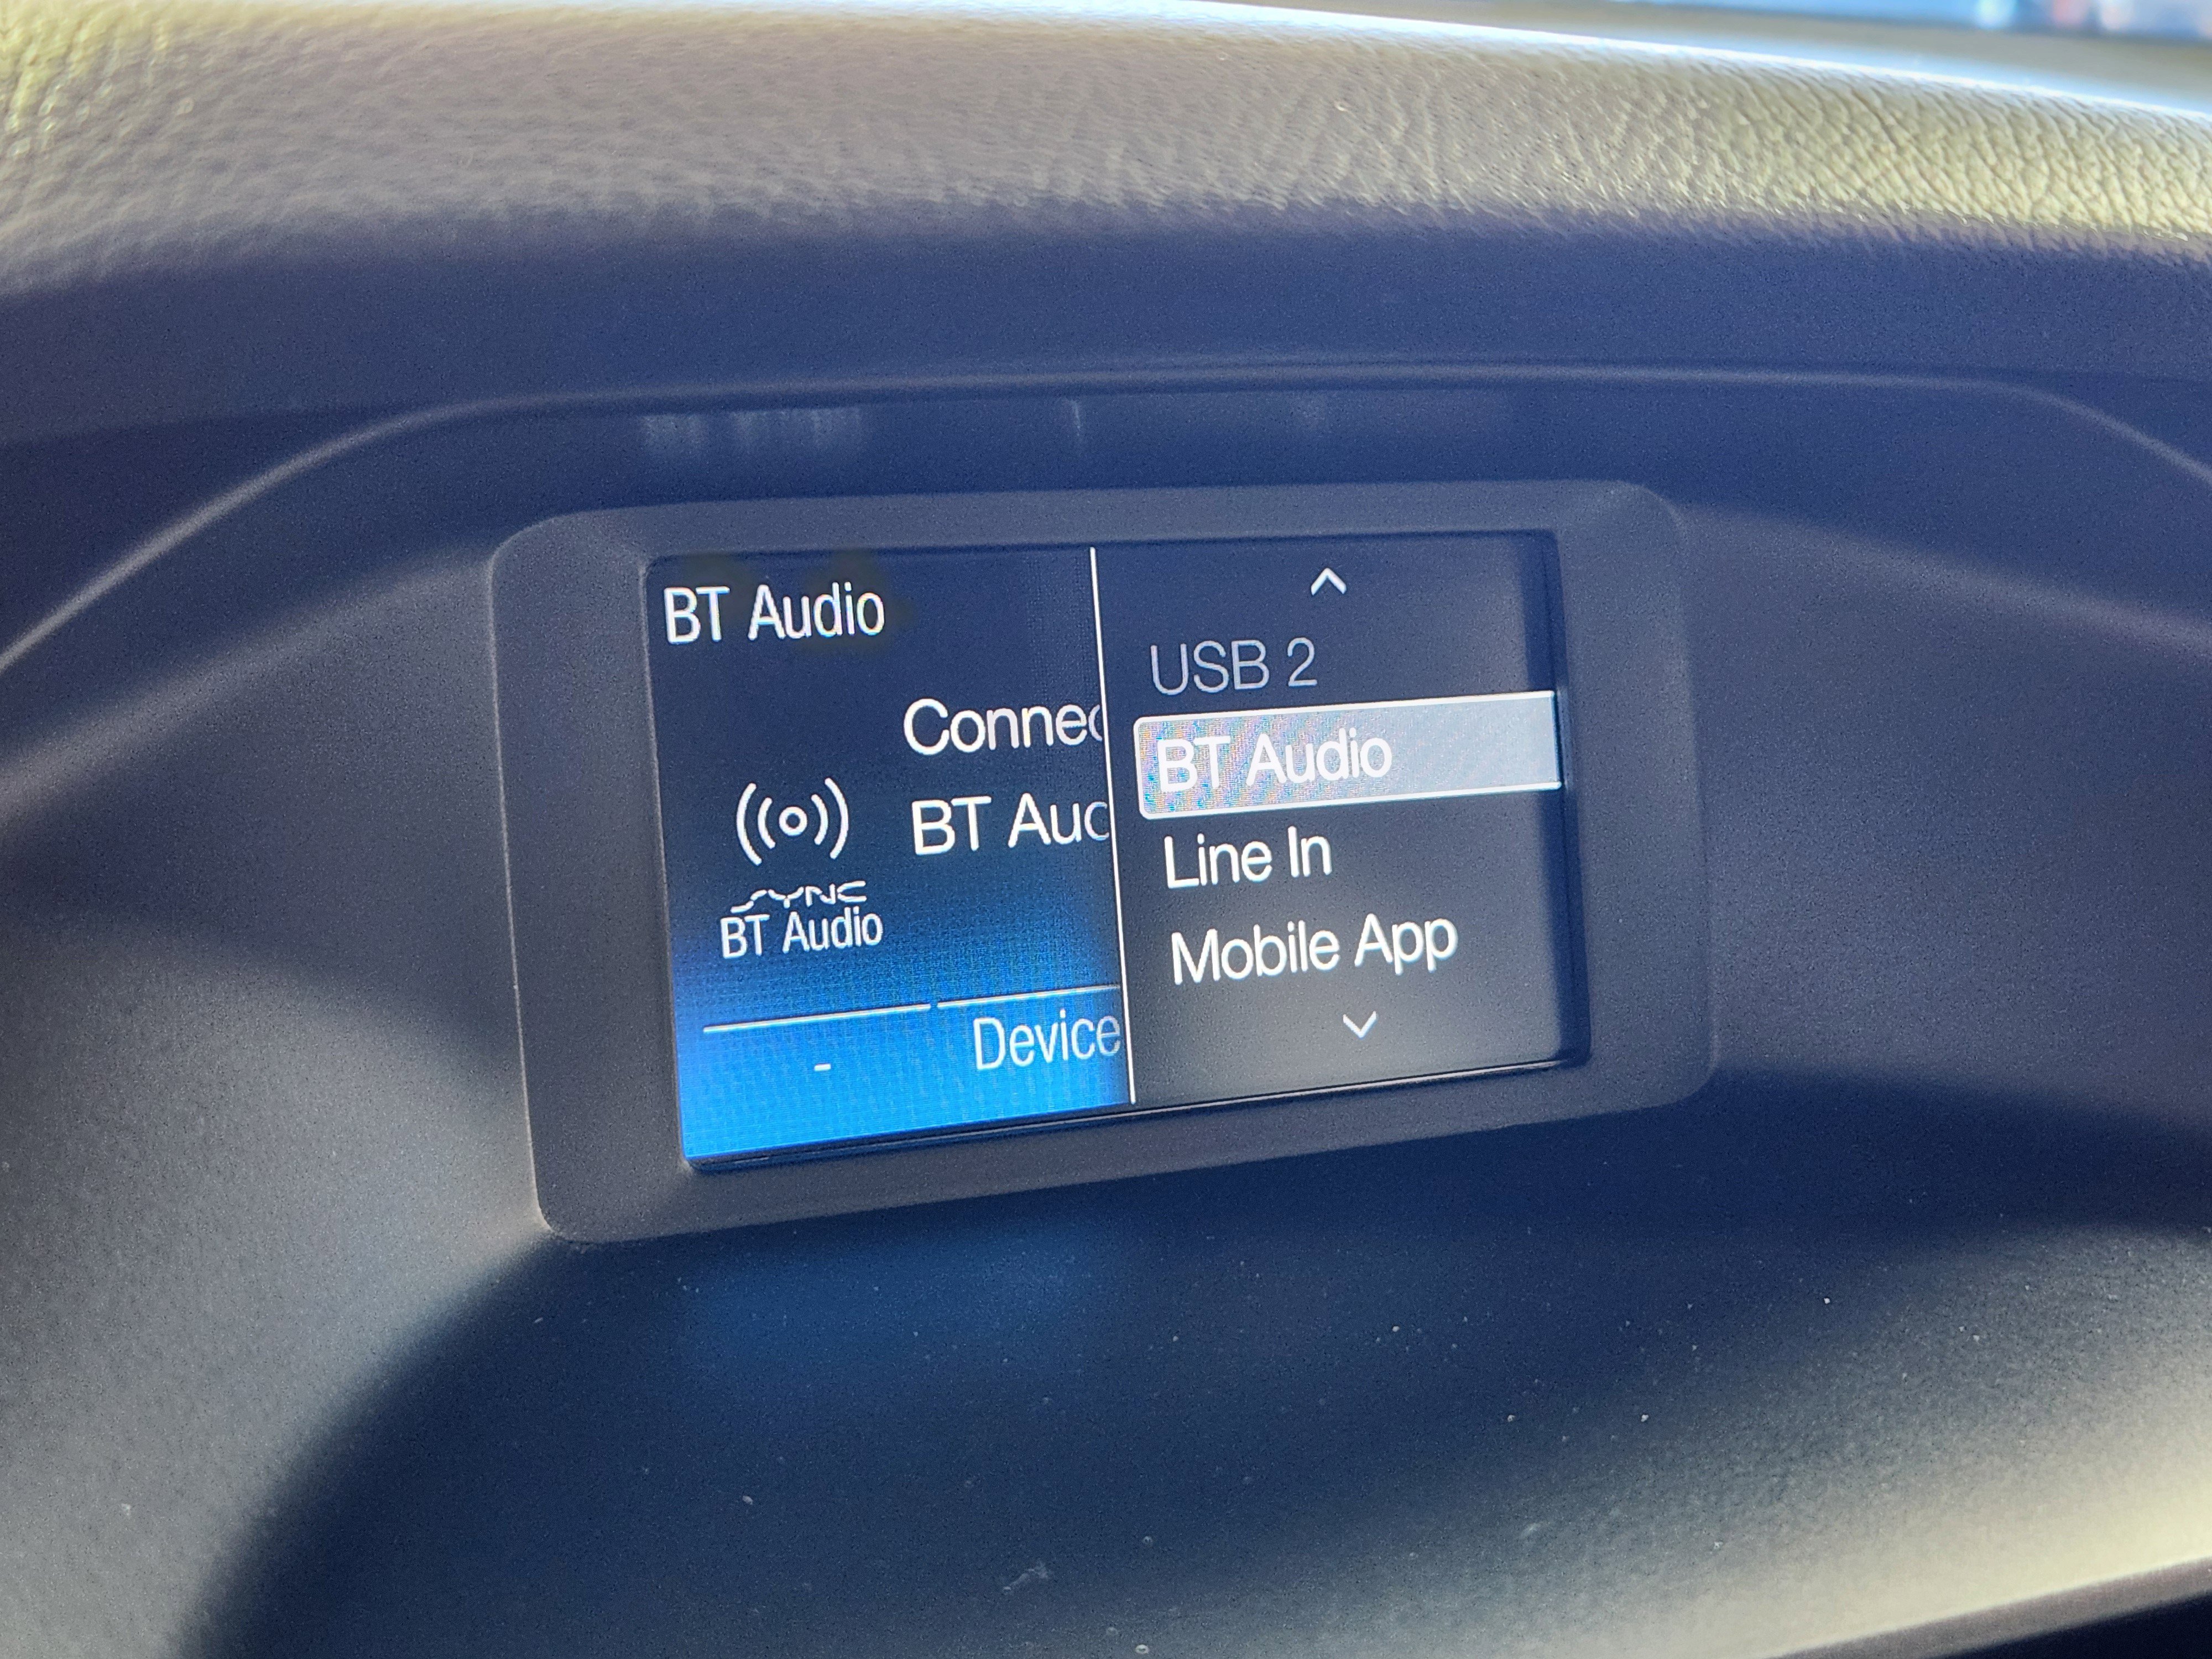 BT Audio
Connec
BT Auc
SYNC
BT Audio
-
Device
USB 2
BT Audio
Line In
Mobile App